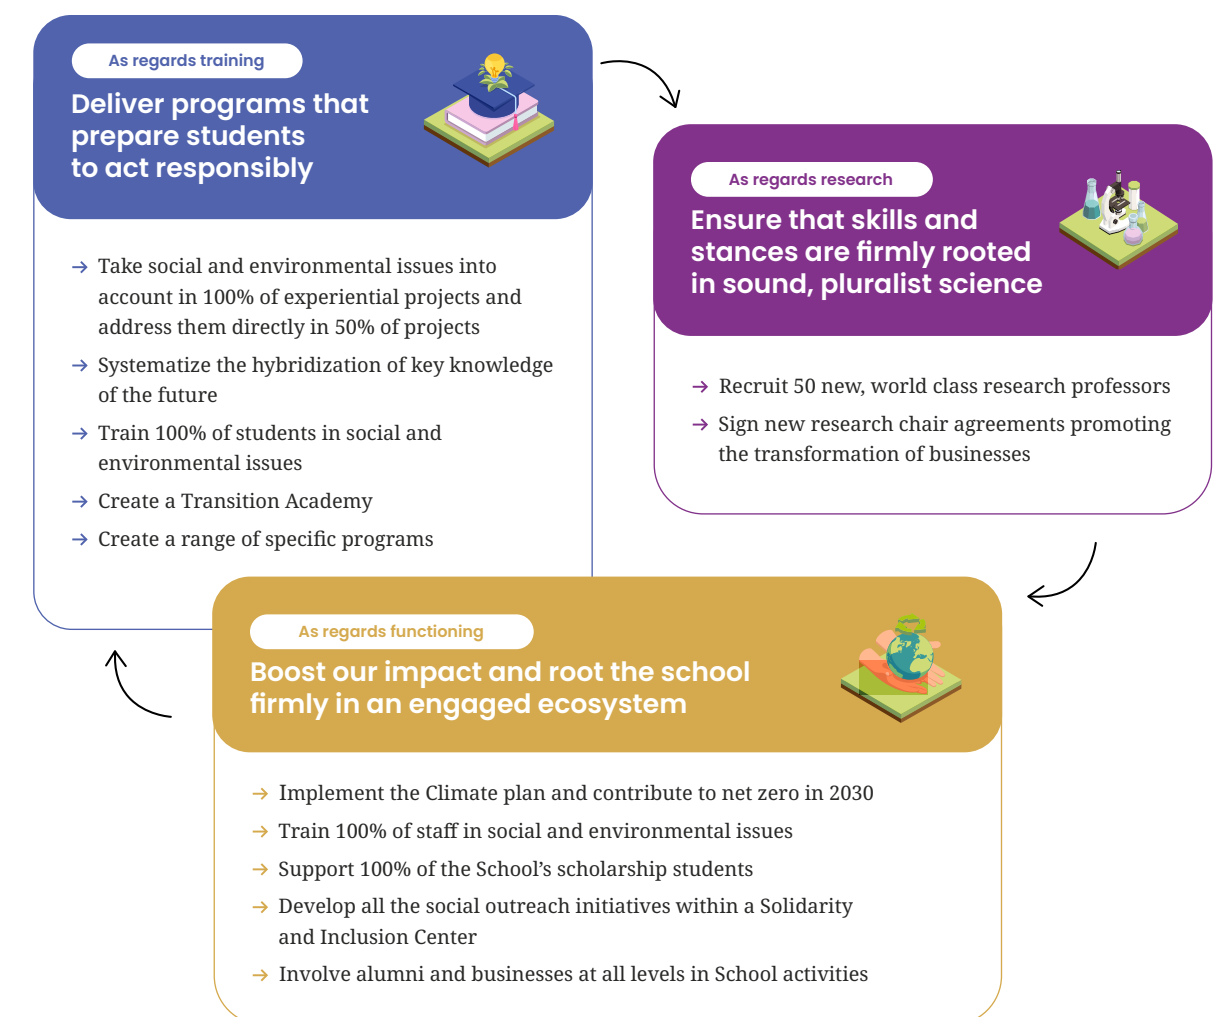 As regards training
Deliver programs that
prepare students
to act responsibly
→ Take social and environmental issues into
account in 100% of experiential projects and
address them directly in 50% of projects
→ Systematize the hybridization of key knowledge
of the future
→ Train 100% of students in social and
environmental issues
→ Create a Transition Academy
→ Create a range of specific programs
As regards research
Ensure that skills and
stances are firmly rooted
in sound, pluralist science
→ Recruit 50 new, world class research professors
→ Sign new research chair agreements promoting
the transformation of businesses
As regards functioning
Boost our impact and root the school
firmly in an engaged ecosystem
→ Implement the Climate plan and contribute to net zero in 2030
→ Train 100% of staff in social and environmental issues
→ Support 100% of the School’s scholarship students
→ Develop all the social outreach initiatives within a Solidarity
and Inclusion Center
→ Involve alumni and businesses at all levels in School activities